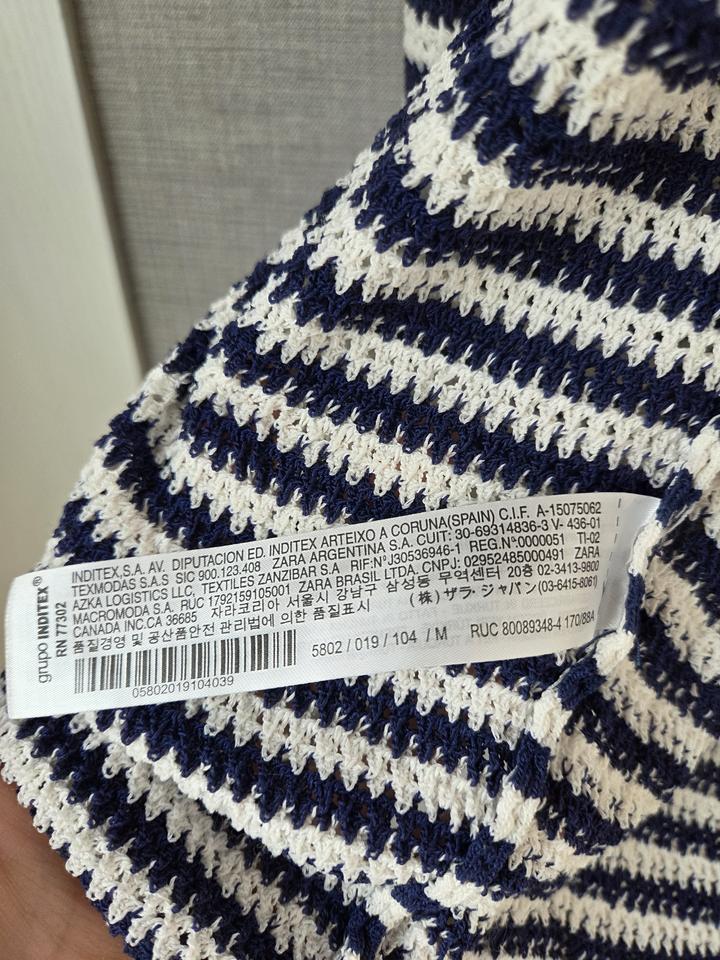 grupo INDITEX®
RN 77302
INDITEX,S.A. AV. DIPUTACION ED. INDITEX ARTEIXO A CORUNA(SPAIN) C.I.F. A-15075062
TEXMODAS S.A.S SIC 900.123.408 ZARA ARGENTINA S.A. CUIT: 30-69314836-3 V- 436-01
AZKA LOGISTICS LLC, TEXTILES ZANZIBAR S.A RIF:N°J30536946-1 REG.Nº.0000051 TI-02
MACROMODA S.A. RUC 1792159105001 ZARA BRASIL LTDA. CNPJ: 02952485000491 ZARA
CANADA INC.CA 36685 자라코리아 서울시 강남구 삼성동 무역센터 20층 02-3413-9800
품질경영 및 공산품안전 관리법에 의한 품질표시 (株) ザラ・ジャパン(03-6415-8061)
5802 / 019 / 104 / M RUC 80089348-4 170/88A
05802019104039